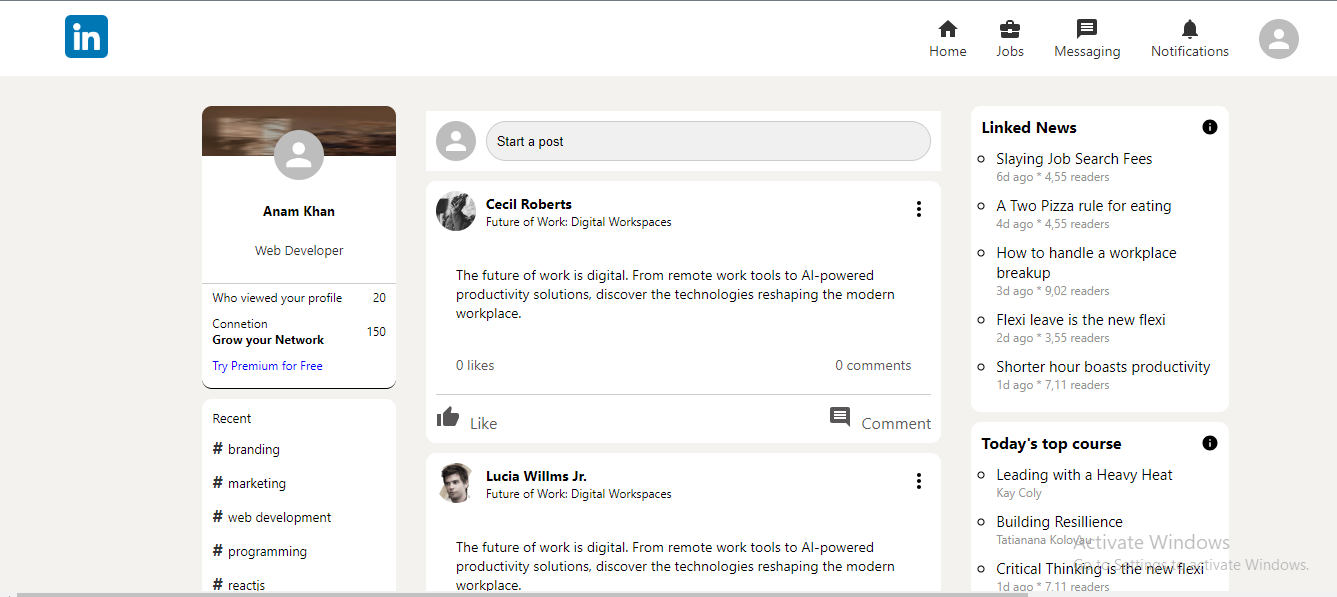 in
Home
Jobs
Messaging
Notifications
Anam Khan
Web Developer
Who viewed your profile 20
Connetion
Grow your Network
150
Try Premium for Free
Recent
# branding
# marketing
# web development
# programming
# reactjs
Start a post
Cecil Roberts
Future of Work: Digital Workspaces
The future of work is digital. From remote work tools to AI-powered
productivity solutions, discover the technologies reshaping the modern
workplace.
0 likes
0 comments
Like
Comment
Lucia Willms Jr.
Future of Work: Digital Workspaces
The future of work is digital. From remote work tools to AI-powered
productivity solutions, discover the technologies reshaping the modern
workplace.
Linked News
Slaying Job Search Fees
6d ago * 4,55 readers
A Two Pizza rule for eating
4d ago * 4,55 readers
How to handle a workplace
breakup
3d ago * 9,02 readers
Flexi leave is the new flexi
2d ago * 3,55 readers
Shorter hour boasts productivity
1d ago * 7,11 readers
Today's top course
Leading with a Heavy Heat
Kay Coly
Building Resillience
Tatianana Kolovau
Critical Thinking is the new flexi
1d ago * 7,11 readers
Activate Windows
Go to Settings to activate Windows.